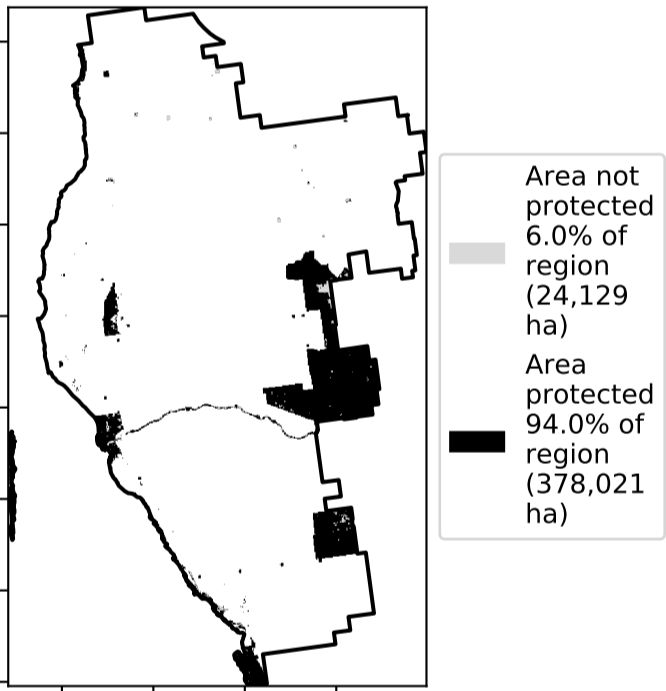 Area not
protected
6.0% of
region
(24,129
ha)
Area
protected
94.0% of
region
(378,021
ha)